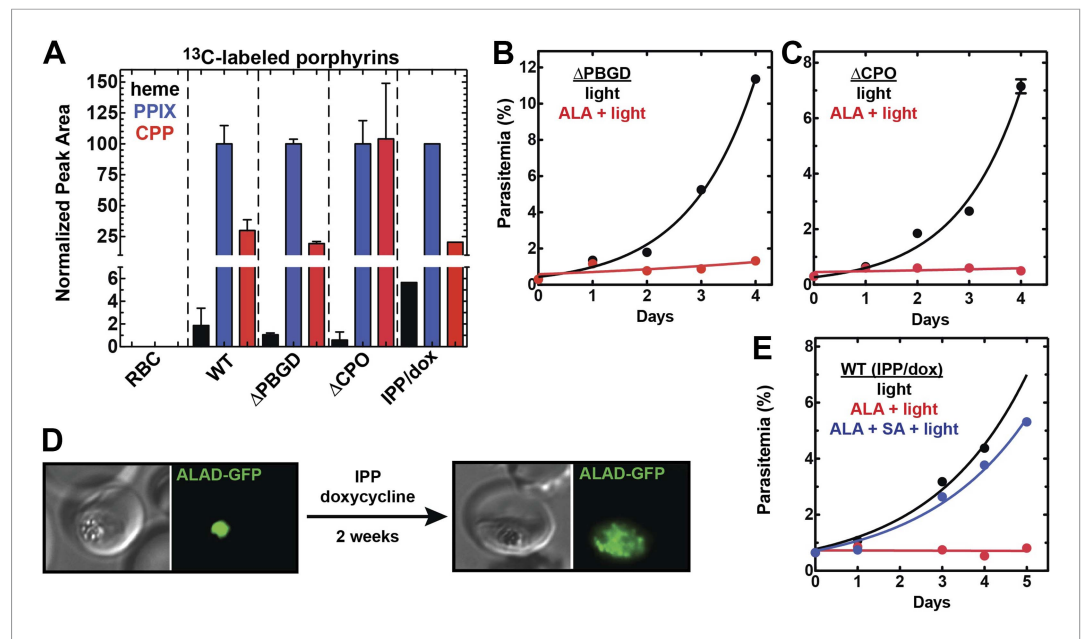 A
13C-labeled porphyrins
Normalized Peak Area
150
125
100
75
50
25
6
4
2
0
heme
PPIX
CPP
RBC
WT
ΔPBGD
ΔCPO
IPP/dox
B
Parasitemia (%)
12
10
8
6
4
2
0
ΔPBGD
light
ALA + light
0 1 2 3 4
Days
C
8
6
4
2
0
ΔCPO
light
ALA + light
0 1 2 3 4
Days
D
ALAD-GFP
IPP
doxycycline
2 weeks
ALAD-GFP
E
Parasitemia (%)
8
6
4
2
0
WT (IPP/dox)
light
ALA + light
ALA + SA + light
0 1 2 3 4 5
Days